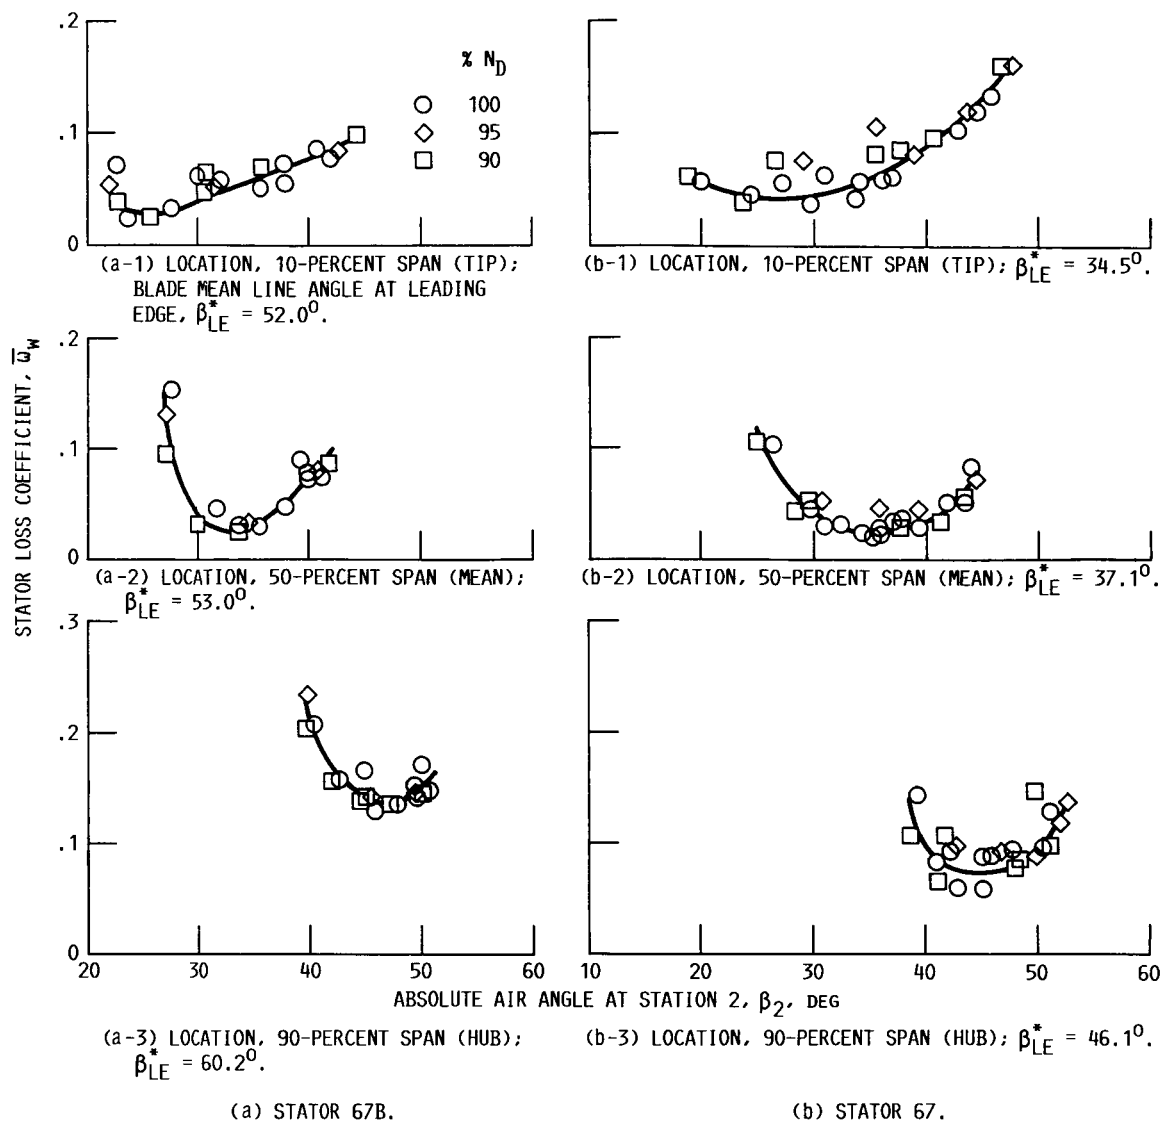 .2
.1
0
% N_D
100
95
90
(a-1) LOCATION, 10-PERCENT SPAN (TIP);
BLADE MEAN LINE ANGLE AT LEADING
EDGE, β*_LE = 52.0°.
(b-1) LOCATION, 10-PERCENT SPAN (TIP); β*_LE = 34.5°.
STATOR LOSS COEFFICIENT, ω̅_w
.2
.1
0
(a-2) LOCATION, 50-PERCENT SPAN (MEAN);
β*_LE = 53.0°.
(b-2) LOCATION, 50-PERCENT SPAN (MEAN); β*_LE = 37.1°.
.3
.2
.1
0
20 30 40 50 60
10 20 30 40 50 60
ABSOLUTE AIR ANGLE AT STATION 2, β_2, DEG
(a-3) LOCATION, 90-PERCENT SPAN (HUB);
β*_LE = 60.2°.
(b-3) LOCATION, 90-PERCENT SPAN (HUB); β*_LE = 46.1°.
(a) STATOR 67B.
(b) STATOR 67.